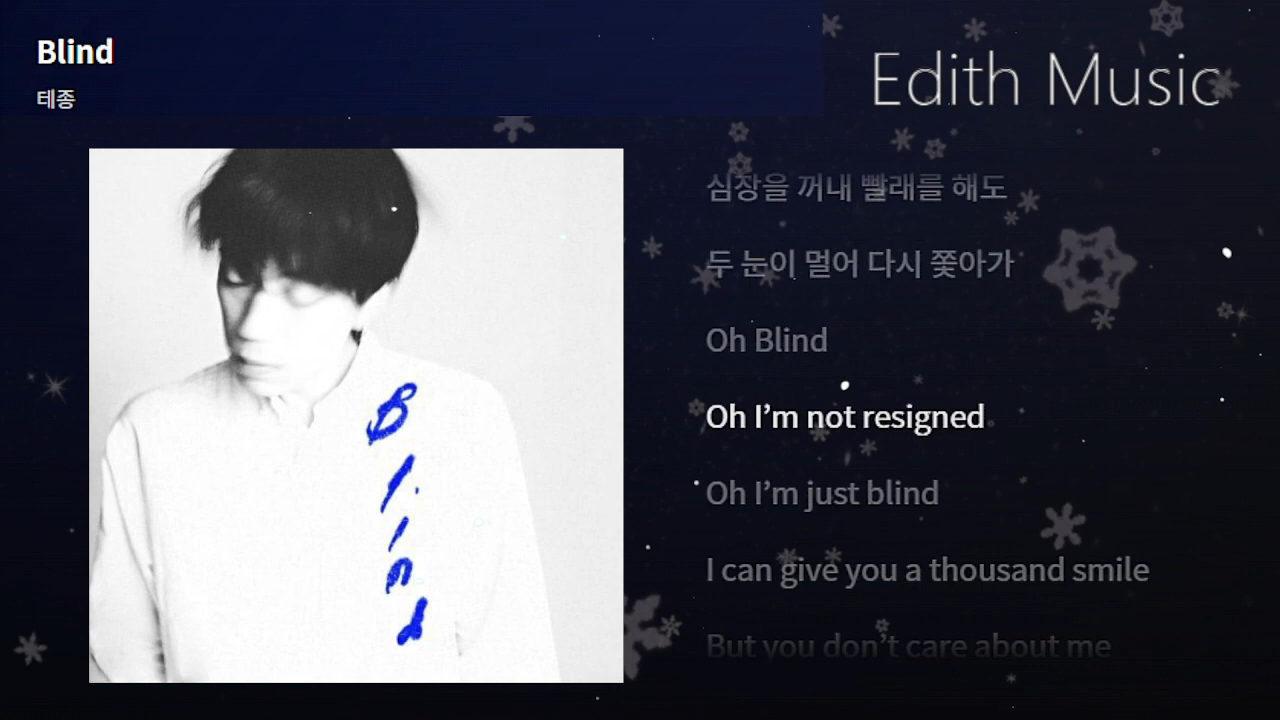 Blind
테종
Edith Music
Blind
심장을 꺼내 빨래를 해도
두 눈이 멀어 다시 쫓아가
Oh Blind
Oh I’m not resigned
Oh I’m just blind
I can give you a thousand smile
But you don’t care about me